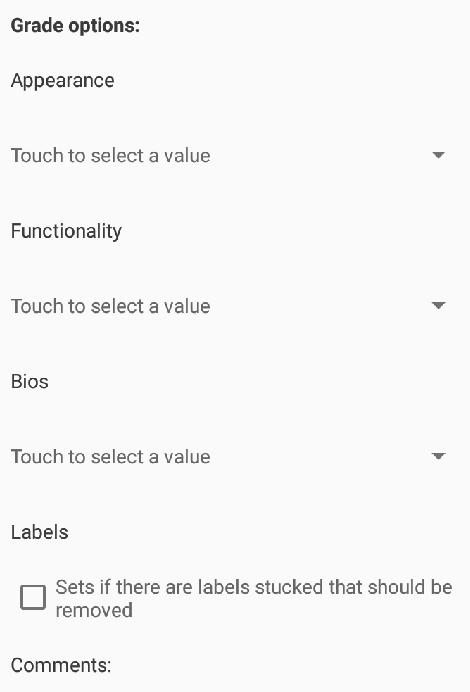 Grade options:
Appearance
Touch to select a value
Functionality
Touch to select a value
Bios
Touch to select a value
Labels
Sets if there are labels stucked that should be
removed
Comments: